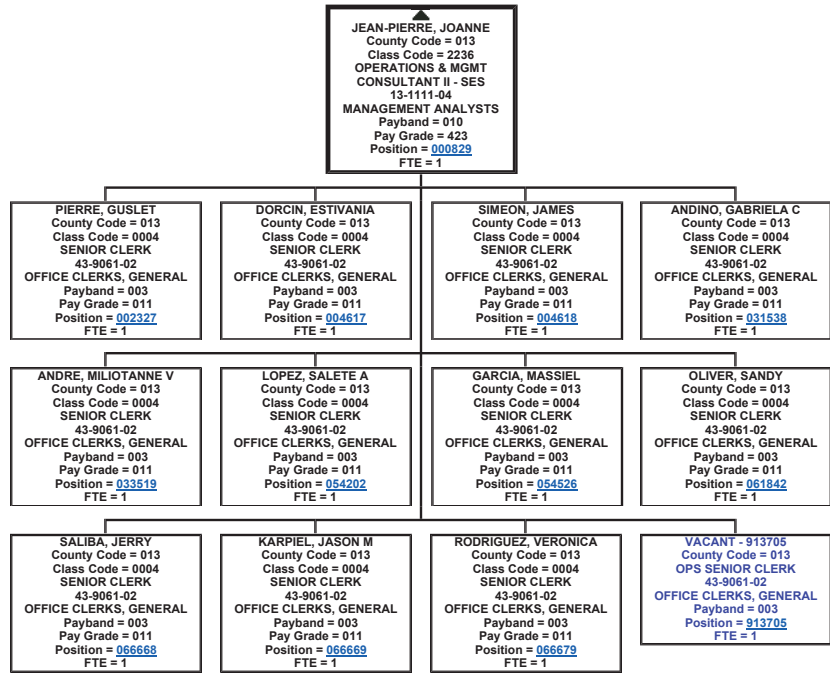 JEAN-PIERRE, JOANNE
County Code = 013
Class Code = 2236
OPERATIONS & MGMT
CONSULTANT II - SES
13-1111-04
MANAGEMENT ANALYSTS
Payband = 010
Pay Grade = 423
Position = 000829
FTE = 1
PIERRE, GUSLET
County Code = 013
Class Code = 0004
SENIOR CLERK
43-9061-02
OFFICE CLERKS, GENERAL
Payband = 003
Pay Grade = 011
Position = 002327
FTE = 1
DORCIN, ESTIVANIA
County Code = 013
Class Code = 0004
SENIOR CLERK
43-9061-02
OFFICE CLERKS, GENERAL
Payband = 003
Pay Grade = 011
Position = 004617
FTE = 1
SIMEON, JAMES
County Code = 013
Class Code = 0004
SENIOR CLERK
43-9061-02
OFFICE CLERKS, GENERAL
Payband = 003
Pay Grade = 011
Position = 004618
FTE = 1
ANDINO, GABRIELA C
County Code = 013
Class Code = 0004
SENIOR CLERK
43-9061-02
OFFICE CLERKS, GENERAL
Payband = 003
Pay Grade = 011
Position = 031538
FTE = 1
ANDRE, MILIOTANNE V
County Code = 013
Class Code = 0004
SENIOR CLERK
43-9061-02
OFFICE CLERKS, GENERAL
Payband = 003
Pay Grade = 011
Position = 033519
FTE = 1
LOPEZ, SALETE A
County Code = 013
Class Code = 0004
SENIOR CLERK
43-9061-02
OFFICE CLERKS, GENERAL
Payband = 003
Pay Grade = 011
Position = 054202
FTE = 1
GARCIA, MASSIEL
County Code = 013
Class Code = 0004
SENIOR CLERK
43-9061-02
OFFICE CLERKS, GENERAL
Payband = 003
Pay Grade = 011
Position = 054526
FTE = 1
OLIVER, SANDY
County Code = 013
Class Code = 0004
SENIOR CLERK
43-9061-02
OFFICE CLERKS, GENERAL
Payband = 003
Pay Grade = 011
Position = 061842
FTE = 1
SALIBA, JERRY
County Code = 013
Class Code = 0004
SENIOR CLERK
43-9061-02
OFFICE CLERKS, GENERAL
Payband = 003
Pay Grade = 011
Position = 066668
FTE = 1
KARPIEL, JASON M
County Code = 013
Class Code = 0004
SENIOR CLERK
43-9061-02
OFFICE CLERKS, GENERAL
Payband = 003
Pay Grade = 011
Position = 066669
FTE = 1
RODRIGUEZ, VERONICA
County Code = 013
Class Code = 0004
SENIOR CLERK
43-9061-02
OFFICE CLERKS, GENERAL
Payband = 003
Pay Grade = 011
Position = 066679
FTE = 1
VACANT - 913705
County Code = 013
OPS SENIOR CLERK
43-9061-02
OFFICE CLERKS, GENERAL
Payband = 003
Position = 913705
FTE = 1